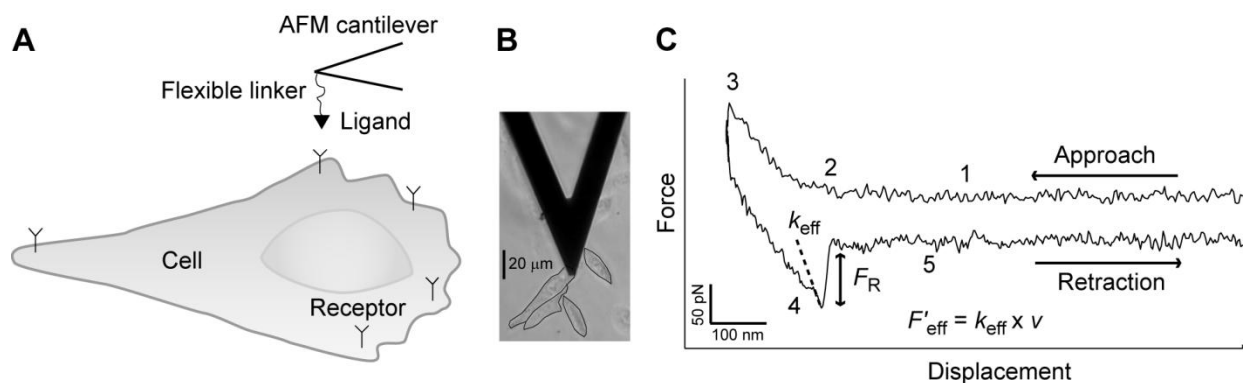 A
AFM cantilever
Flexible linker
Ligand
Cell
Receptor
B
20 μm
C
3
2
1
Approach
Force
k_eff
F_R
5
4
Retraction
50 pN
100 nm
F'_eff = k_eff x v
Displacement